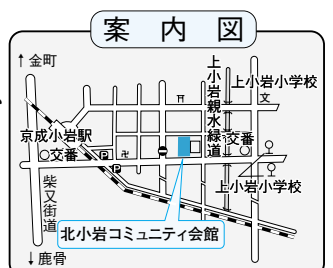 案内図
↑金町
上小岩親水緑道
上小岩小学校
文
京成小岩駅
交番
P
P
交番
柴又街道
上小岩小学校
北小岩コミュニティ会館
↓鹿骨